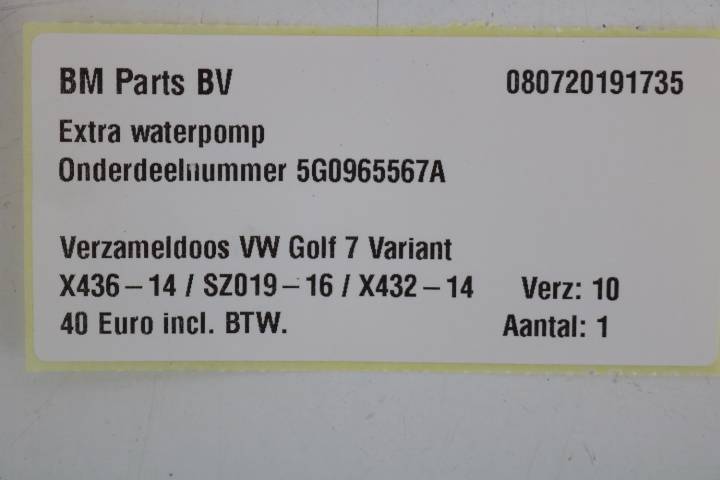 BM Parts BV 080720191735
Extra waterpomp
Onderdeelnummer 5G0965567A
Verzameldoos VW Golf 7 Variant
X436-14 / SZ019-16 / X432-14 Verz: 10
40 Euro incl. BTW. Aantal: 1